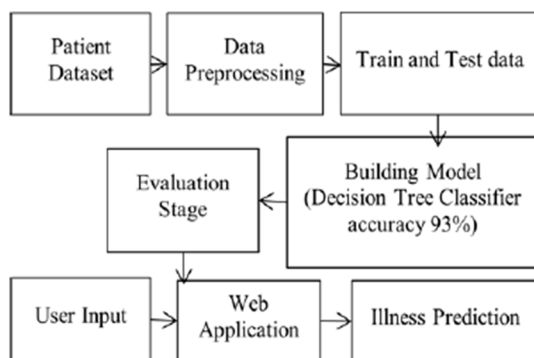 Patient
Dataset
Data
Preprocessing
Train and Test data
Building Model
(Decision Tree Classifier
accuracy 93%)
Evaluation
Stage
User Input
Web
Application
Illness Prediction